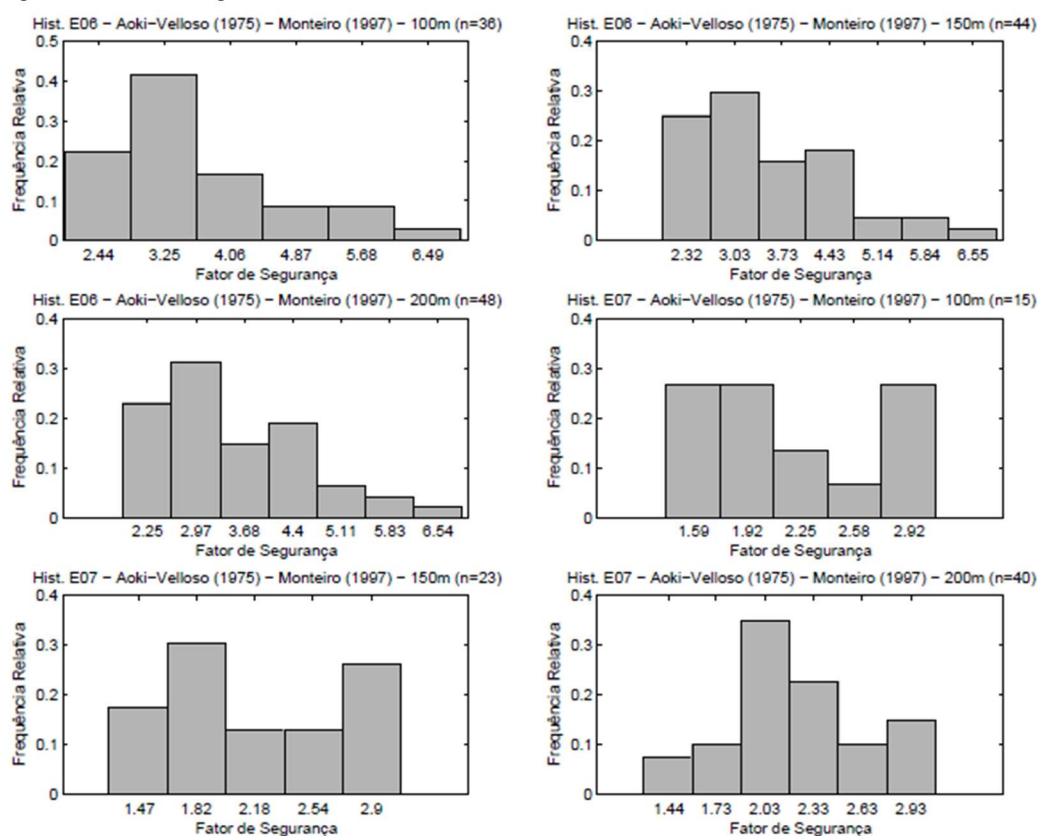 Hist. E06 – Aoki–Velloso (1975) – Monteiro (1997) – 100m (n=36)
0.5
0.4
0.3
0.2
0.1
0
Frequência Relativa
2.44 3.25 4.06 4.87 5.68 6.49
Fator de Segurança
Hist. E06 – Aoki–Velloso (1975) – Monteiro (1997) – 150m (n=44)
0.4
0.3
0.2
0.1
0
Frequência Relativa
2.32 3.03 3.73 4.43 5.14 5.84 6.55
Fator de Segurança
Hist. E06 – Aoki–Velloso (1975) – Monteiro (1997) – 200m (n=48)
0.4
0.3
0.2
0.1
0
Frequência Relativa
2.25 2.97 3.68 4.4 5.11 5.83 6.54
Fator de Segurança
Hist. E07 – Aoki–Velloso (1975) – Monteiro (1997) – 100m (n=15)
0.4
0.3
0.2
0.1
0
Frequência Relativa
1.59 1.92 2.25 2.58 2.92
Fator de Segurança
Hist. E07 – Aoki–Velloso (1975) – Monteiro (1997) – 150m (n=23)
0.4
0.3
0.2
0.1
0
Frequência Relativa
1.47 1.82 2.18 2.54 2.9
Fator de Segurança
Hist. E07 – Aoki–Velloso (1975) – Monteiro (1997) – 200m (n=40)
0.4
0.3
0.2
0.1
0
Frequência Relativa
1.44 1.73 2.03 2.33 2.63 2.93
Fator de Segurança